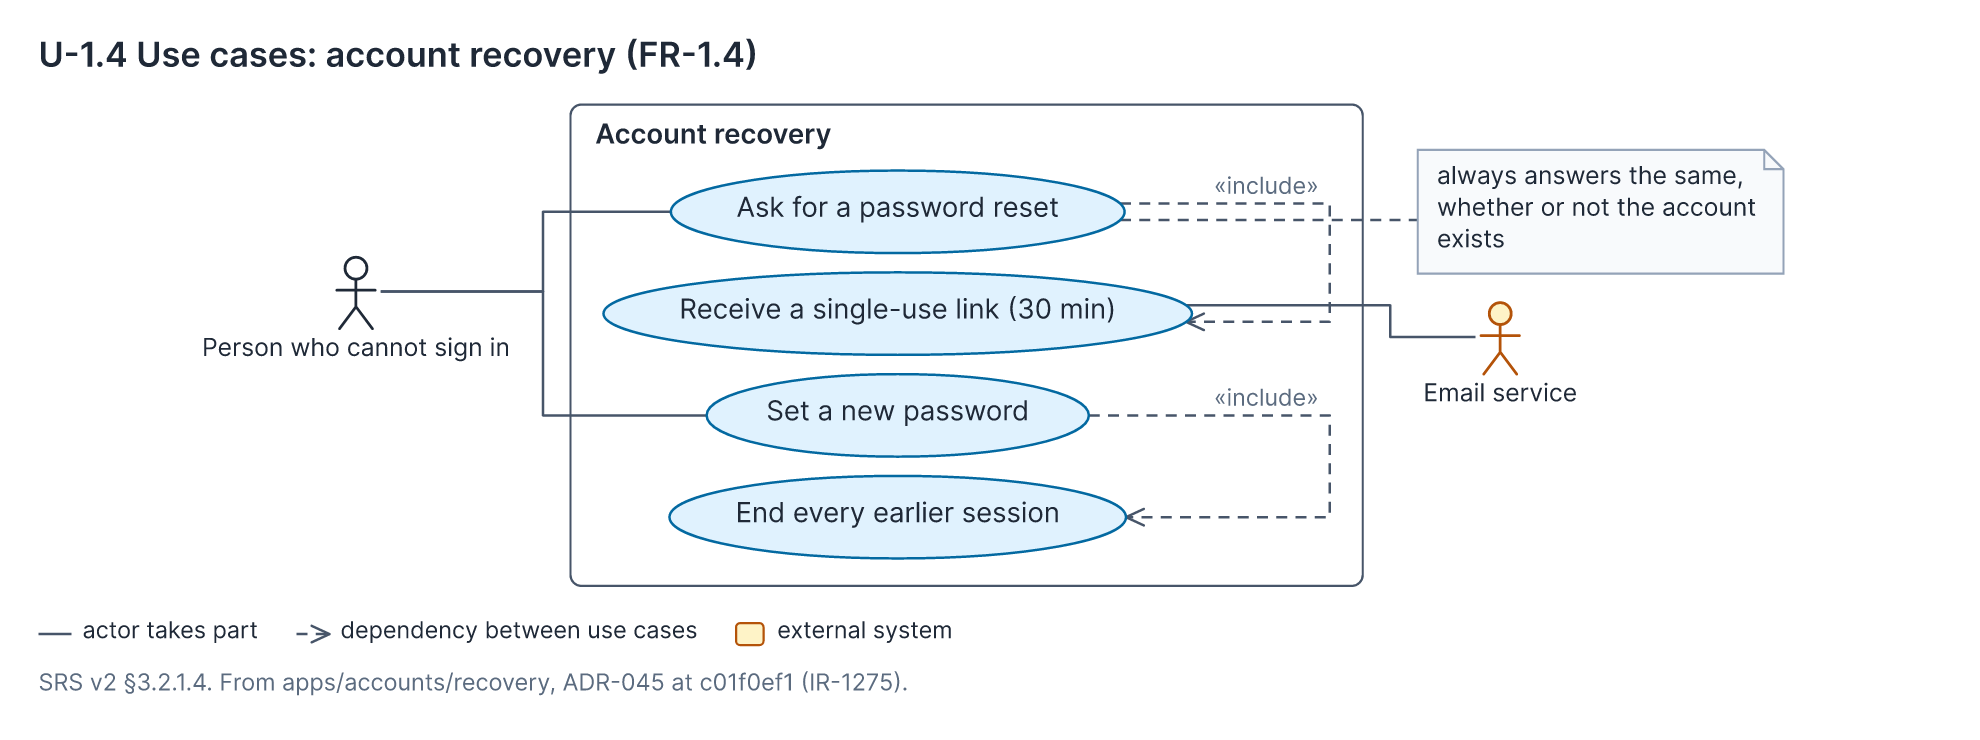 U-1.4 Use cases: account recovery (FR-1.4)
Account recovery
Ask for a password reset
«include»
always answers the same,
whether or not the account
exists
Receive a single-use link (30 min)
Person who cannot sign in
Email service
Set a new password
«include»
End every earlier session
actor takes part
dependency between use cases
external system
SRS v2 §3.2.1.4. From apps/accounts/recovery, ADR-045 at c01f0ef1 (IR-1275).